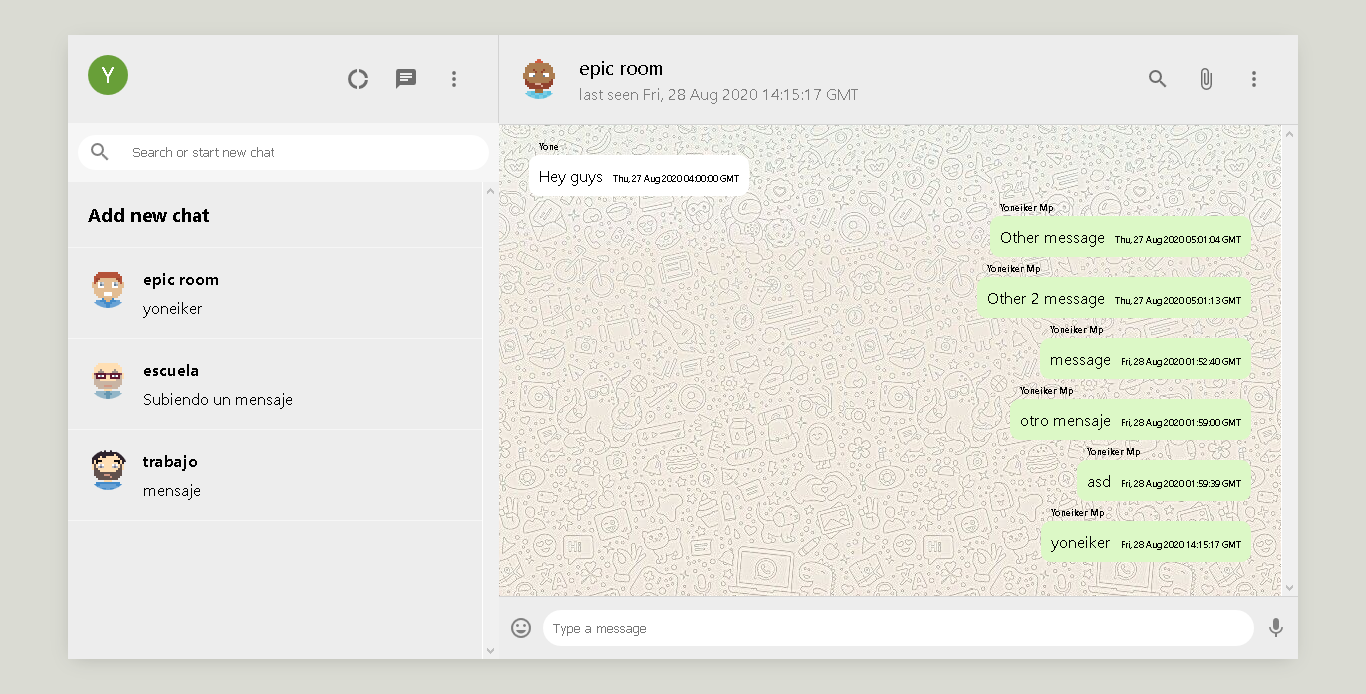 Y
Search or start new chat
Add new chat
epic room
yoneiker
escuela
Subiendo un mensaje
trabajo
mensaje
epic room
last seen Fri, 28 Aug 2020 14:15:17 GMT
Yone
Hey guys Thu, 27 Aug 2020 04:00:00 GMT
Yoneiker Mp
Other message Thu, 27 Aug 2020 05:01:04 GMT
Yoneiker Mp
Other 2 message Thu, 27 Aug 2020 05:01:13 GMT
Yoneiker Mp
message Fri, 28 Aug 2020 01:52:40 GMT
Yoneiker Mp
otro mensaje Fri, 28 Aug 2020 01:59:00 GMT
Yoneiker Mp
asd Fri, 28 Aug 2020 01:59:39 GMT
Yoneiker Mp
yoneiker Fri, 28 Aug 2020 14:15:17 GMT
Hi
Hi
Type a message